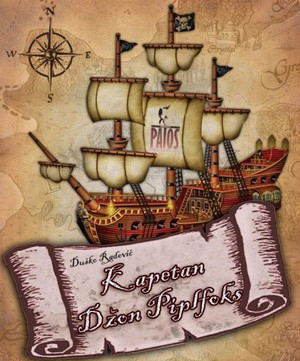 N
W
E
S
PATOS
Duško Radović
Kapetan
Džon Piplfoks